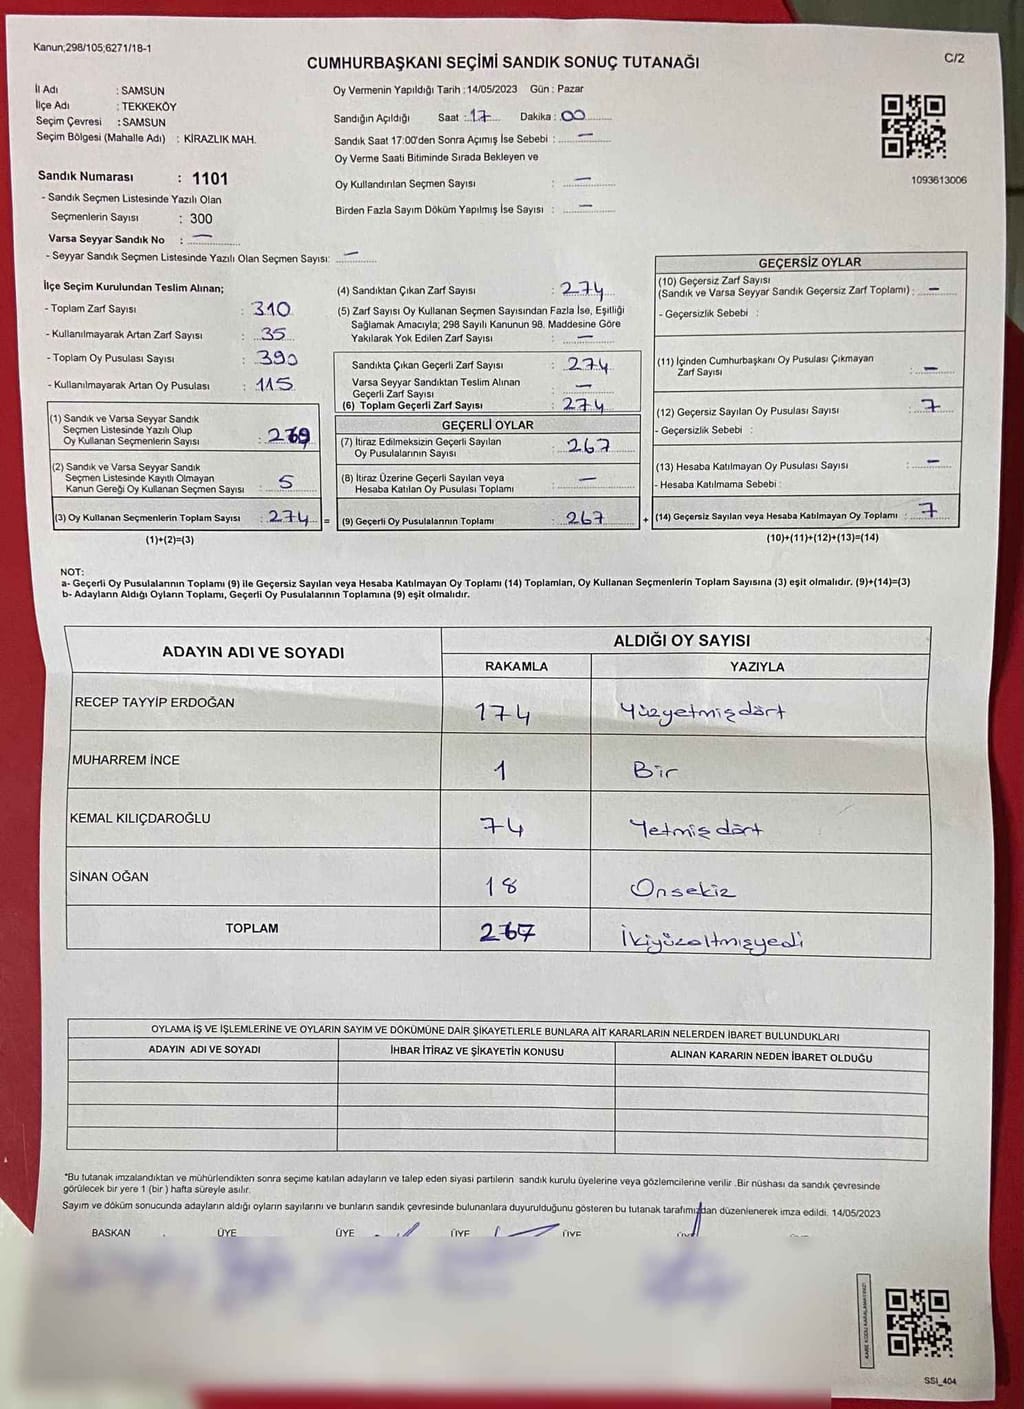 Kanun;298/105;6271/18-1
CUMHURBAŞKANI SEÇİMİ SANDIK SONUÇ TUTANAĞI
C/2
İl Adı : SAMSUN
İlçe Adı : TEKKEKÖY
Seçim Çevresi : SAMSUN
Seçim Bölgesi (Mahalle Adı) : KİRAZLIK MAH.
Oy Vermenin Yapıldığı Tarih : 14/05/2023 Gün : Pazar
Sandığın Açıldığı Saat : 17 Dakika : 00
Sandık Saat 17:00'den Sonra Açımış İse Sebebi : —
Oy Verme Saati Bitiminde Sırada Bekleyen ve
Oy Kullandırılan Seçmen Sayısı : —
Birden Fazla Sayım Döküm Yapılmış İse Sayısı : —
1093613006
Sandık Numarası : 1101
- Sandık Seçmen Listesinde Yazılı Olan
Seçmenlerin Sayısı : 300
Varsa Seyyar Sandık No : —
- Seyyar Sandık Seçmen Listesinde Yazılı Olan Seçmen Sayısı: —
İlçe Seçim Kurulundan Teslim Alınan;
- Toplam Zarf Sayısı : 310
- Kullanılmayarak Artan Zarf Sayısı : 35
- Toplam Oy Pusulası Sayısı : 390
- Kullanılmayarak Artan Oy Pusulası : 115
(1) Sandık ve Varsa Seyyar Sandık
Seçmen Listesinde Yazılı Olup
Oy Kullanan Seçmenlerin Sayısı : 269
(2) Sandık ve Varsa Seyyar Sandık
Seçmen Listesinde Kayıtlı Olmayan
Kanun Gereği Oy Kullanan Seçmen Sayısı : 5
(3) Oy Kullanan Seçmenlerin Toplam Sayısı : 274 =
(1)+(2)=(3)
(4) Sandıktan Çıkan Zarf Sayısı : 274
(5) Zarf Sayısı Oy Kullanan Seçmen Sayısından Fazla İse, Eşitliği
Sağlamak Amacıyla; 298 Sayılı Kanunun 98. Maddesine Göre
Yakılarak Yok Edilen Zarf Sayısı : —
Sandıkta Çıkan Geçerli Zarf Sayısı : 274
Varsa Seyyar Sandıktan Teslim Alınan
Geçerli Zarf Sayısı : —
(6) Toplam Geçerli Zarf Sayısı : 274
GEÇERLİ OYLAR
(7) İtiraz Edilmeksizin Geçerli Sayılan
Oy Pusulalarının Sayısı : 267
(8) İtiraz Üzerine Geçerli Sayılan veya
Hesaba Katılan Oy Pusulası Toplamı : —
(9) Geçerli Oy Pusulalarının Toplamı : 267 +
GEÇERSİZ OYLAR
(10) Geçersiz Zarf Sayısı
(Sandık ve Varsa Seyyar Sandık Geçersiz Zarf Toplamı) : —
- Geçersizlik Sebebi :
(11) İçinden Cumhurbaşkanı Oy Pusulası Çıkmayan
Zarf Sayısı : —
(12) Geçersiz Sayılan Oy Pusulası Sayısı : 7
- Geçersizlik Sebebi :
(13) Hesaba Katılmayan Oy Pusulası Sayısı : —
- Hesaba Katılmama Sebebi :
(14) Geçersiz Sayılan veya Hesaba Katılmayan Oy Toplamı : 7
(10)+(11)+(12)+(13)=(14)
NOT:
a- Geçerli Oy Pusulalarının Toplamı (9) ile Geçersiz Sayılan veya Hesaba Katılmayan Oy Toplamı (14) Toplamları, Oy Kullanan Seçmenlerin Toplam Sayısına (3) eşit olmalıdır. (9)+(14)=(3)
b- Adayların Aldığı Oyların Toplamı, Geçerli Oy Pusulalarının Toplamına (9) eşit olmalıdır.
ADAYIN ADI VE SOYADI ALDIĞI OY SAYISI
RAKAMLA YAZIYLA
RECEP TAYYİP ERDOĞAN 174 Yüzyetmişdört
MUHARREM İNCE 1 Bir
KEMAL KILIÇDAROĞLU 74 Yetmişdört
SİNAN OĞAN 18 Onsekiz
TOPLAM 267 İkiyüzaltmışyedi
OYLAMA İŞ VE İŞLEMLERİNE VE OYLARIN SAYIM VE DÖKÜMÜNE DAİR ŞİKAYETLERLE BUNLARA AİT KARARLARIN NELERDEN İBARET BULUNDUKLARI
ADAYIN ADI VE SOYADI İHBAR İTİRAZ VE ŞİKAYETİN KONUSU ALINAN KARARIN NEDEN İBARET OLDUĞU
*Bu tutanak imzalandıktan ve mühürlendikten sonra seçime katılan adayların ve talep eden siyasi partilerin sandık kurulu üyelerine veya gözlemcilerine verilir .Bir nüshası da sandık çevresinde
görülecek bir yere 1 (bir ) hafta süreyle asılır.
Sayım ve döküm sonucunda adayların aldığı oyların sayılarını ve bunların sandık çevresinde bulunanlara duyurulduğunu gösteren bu tutanak tarafımızdan düzenlenerek imza edildi. 14/05/2023
BAŞKAN ÜYE ÜYE ÜYE ÜYE
SSI_404